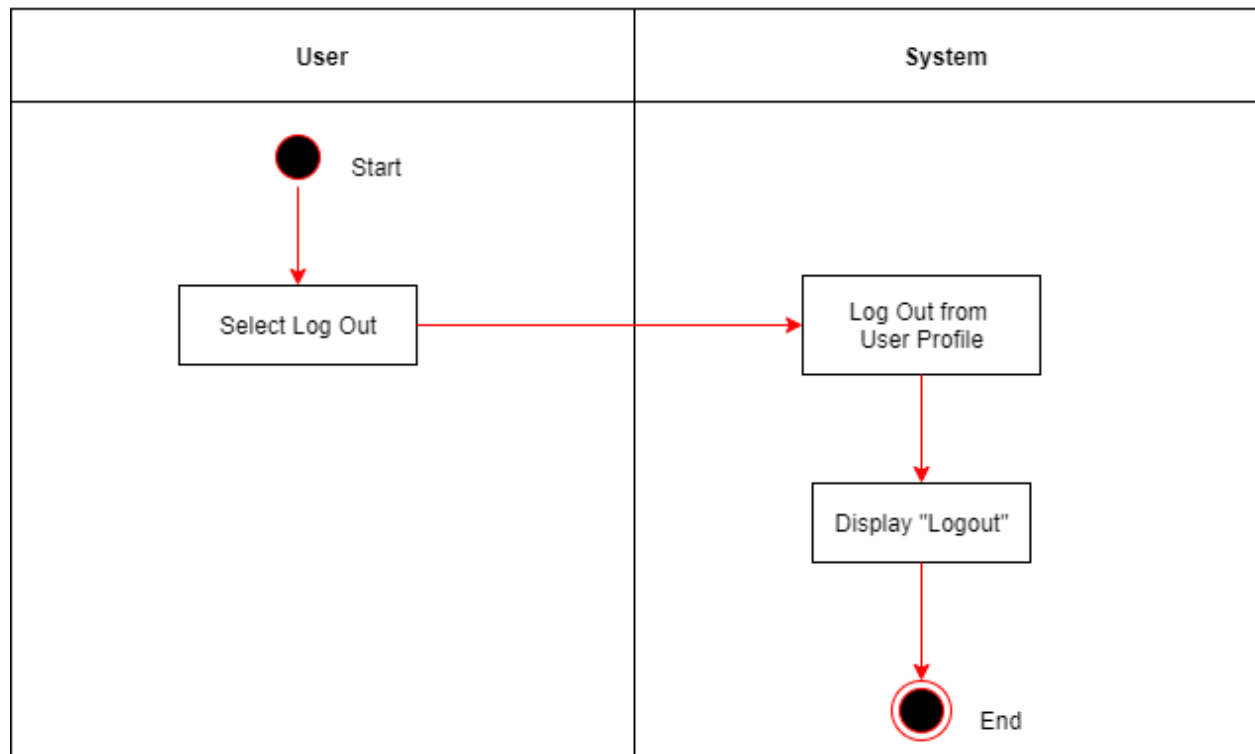 User
System
Start
Select Log Out
Log Out from
User Profile
Display "Logout"
End